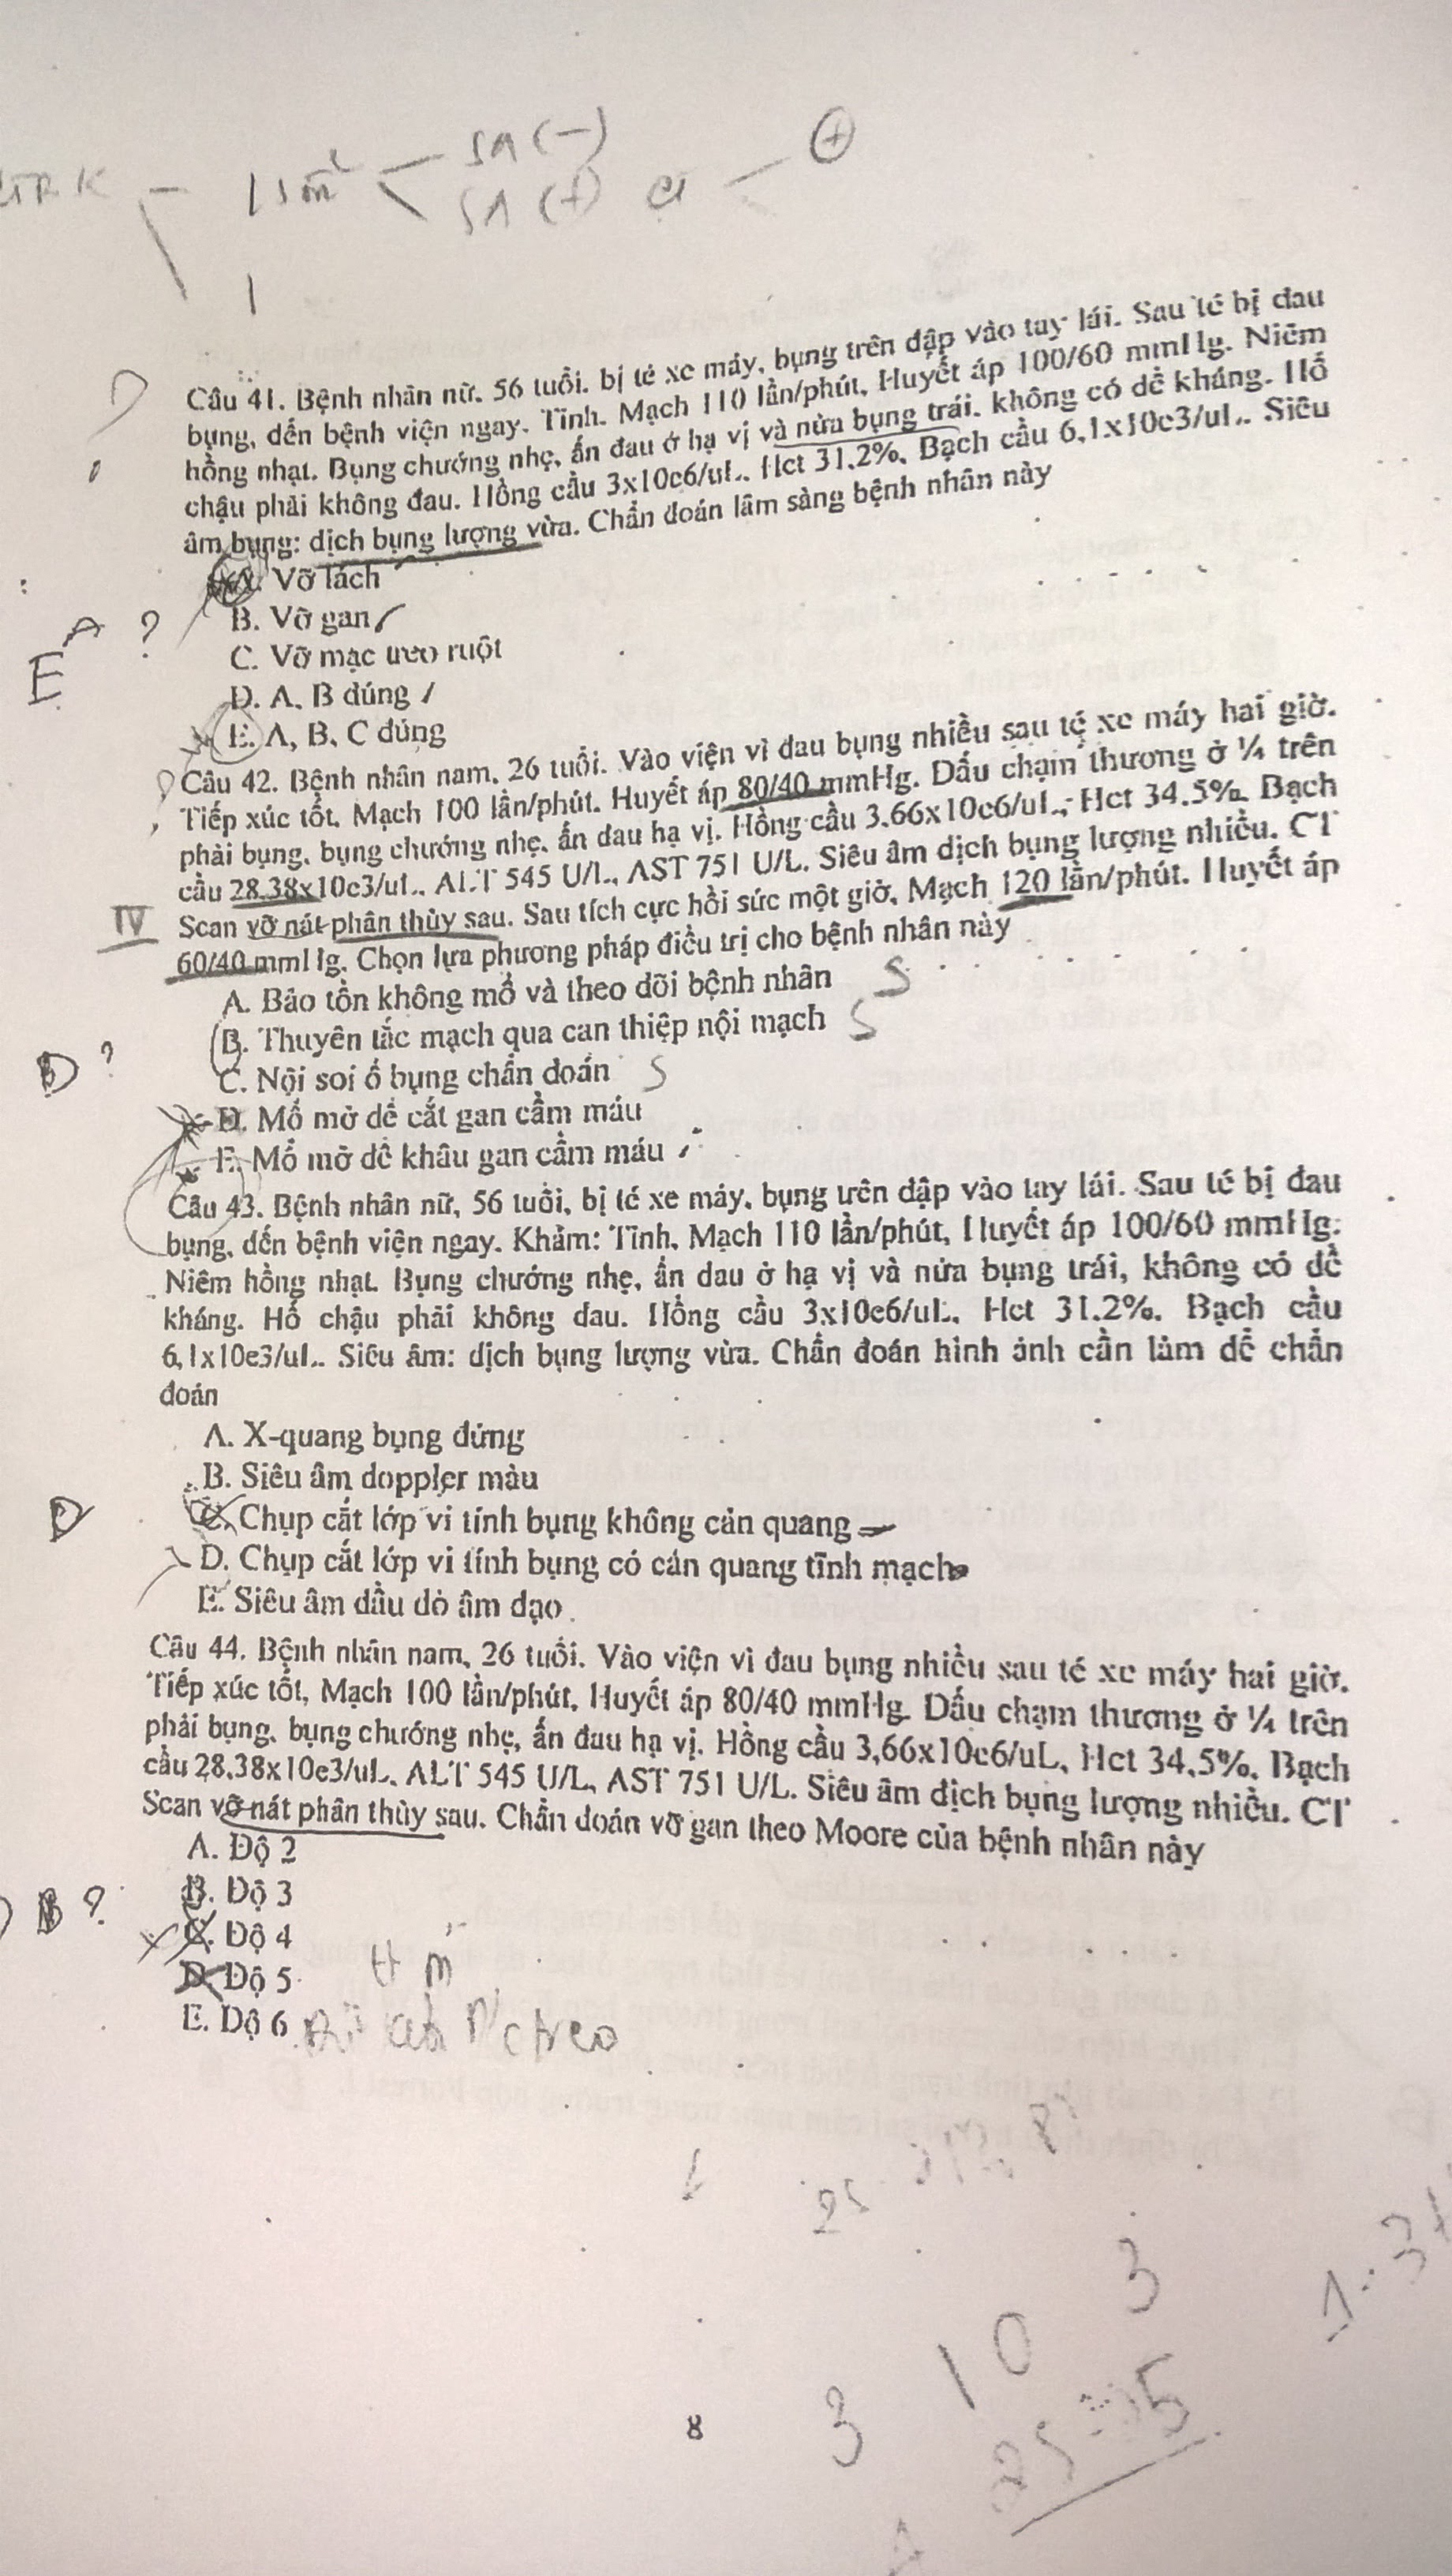 1 < SA (-)
SA (+) — +
1
Câu 41. Bệnh nhân nữ, 56 tuổi, bị té xe máy, bụng trên đập vào tay lái. Sau té bị đau
bụng, đến bệnh viện ngay. Tỉnh. Mạch 110 lần/phút, Huyết áp 100/60 mmHg. Niêm
hồng nhạt. Bụng chướng nhẹ, ấn đau ở hạ vị và nửa bụng trái, không có đề kháng. Hố
chậu phải không đau. Hồng cầu 3x10e6/uL. Hct 31.2%. Bạch cầu 6,1x10e3/uL. Siêu
âm bụng: dịch bụng lượng vừa. Chẩn đoán lâm sàng bệnh nhân này
A. Vỡ lách
A ? B. Vỡ gan
E C. Vỡ mạc treo ruột
D. A, B đúng
E. A, B, C đúng
Câu 42. Bệnh nhân nam, 26 tuổi. Vào viện vì đau bụng nhiều sau té xe máy hai giờ.
Tiếp xúc tốt. Mạch 100 lần/phút. Huyết áp 80/40 mmHg. Dấu chạm thương ở ¼ trên
phải bụng, bụng chướng nhẹ, ấn đau hạ vị. Hồng cầu 3.66x10e6/uL, Hct 34.5%. Bạch
cầu 28.38x10e3/uL, ALT 545 U/L, AST 751 U/L. Siêu âm dịch bụng lượng nhiều. CT
IV Scan vỡ nát phân thùy sau. Sau tích cực hồi sức một giờ, Mạch 120 lần/phút. Huyết áp
60/40 mmHg. Chọn lựa phương pháp điều trị cho bệnh nhân này
A. Bảo tồn không mổ và theo dõi bệnh nhân S
B. Thuyên tắc mạch qua can thiệp nội mạch S
D ? C. Nội soi ổ bụng chẩn đoán S
D. Mổ mở để cắt gan cầm máu
E. Mổ mở để khâu gan cầm máu
Câu 43. Bệnh nhân nữ, 56 tuổi, bị té xe máy, bụng trên đập vào tay lái. Sau té bị đau
bụng, đến bệnh viện ngay. Khám: Tỉnh, Mạch 110 lần/phút, Huyết áp 100/60 mmHg.
Niêm hồng nhạt. Bụng chướng nhẹ, ấn đau ở hạ vị và nửa bụng trái, không có đề
kháng. Hố chậu phải không đau. Hồng cầu 3x10e6/uL. Hct 31.2%. Bạch cầu
6,1x10e3/uL. Siêu âm: dịch bụng lượng vừa. Chẩn đoán hình ảnh cần làm để chẩn
đoán
A. X-quang bụng đứng
B. Siêu âm doppler màu
D C. Chụp cắt lớp vi tính bụng không cản quang
D. Chụp cắt lớp vi tính bụng có cản quang tĩnh mạch
E. Siêu âm đầu dò âm đạo
Câu 44. Bệnh nhân nam, 26 tuổi. Vào viện vì đau bụng nhiều sau té xe máy hai giờ.
Tiếp xúc tốt, Mạch 100 lần/phút, Huyết áp 80/40 mmHg. Dấu chạm thương ở ¼ trên
phải bụng, bụng chướng nhẹ, ấn đau hạ vị. Hồng cầu 3,66x10e6/uL, Hct 34,5%, Bạch
cầu 28.38x10e3/uL. ALT 545 U/L, AST 751 U/L. Siêu âm dịch bụng lượng nhiều. CT
Scan vỡ nát phân thùy sau. Chẩn đoán vỡ gan theo Moore của bệnh nhân này
A. Độ 2
B ? B. Độ 3
C. Độ 4
D. Độ 5
E. Độ 6
3
10
3
8